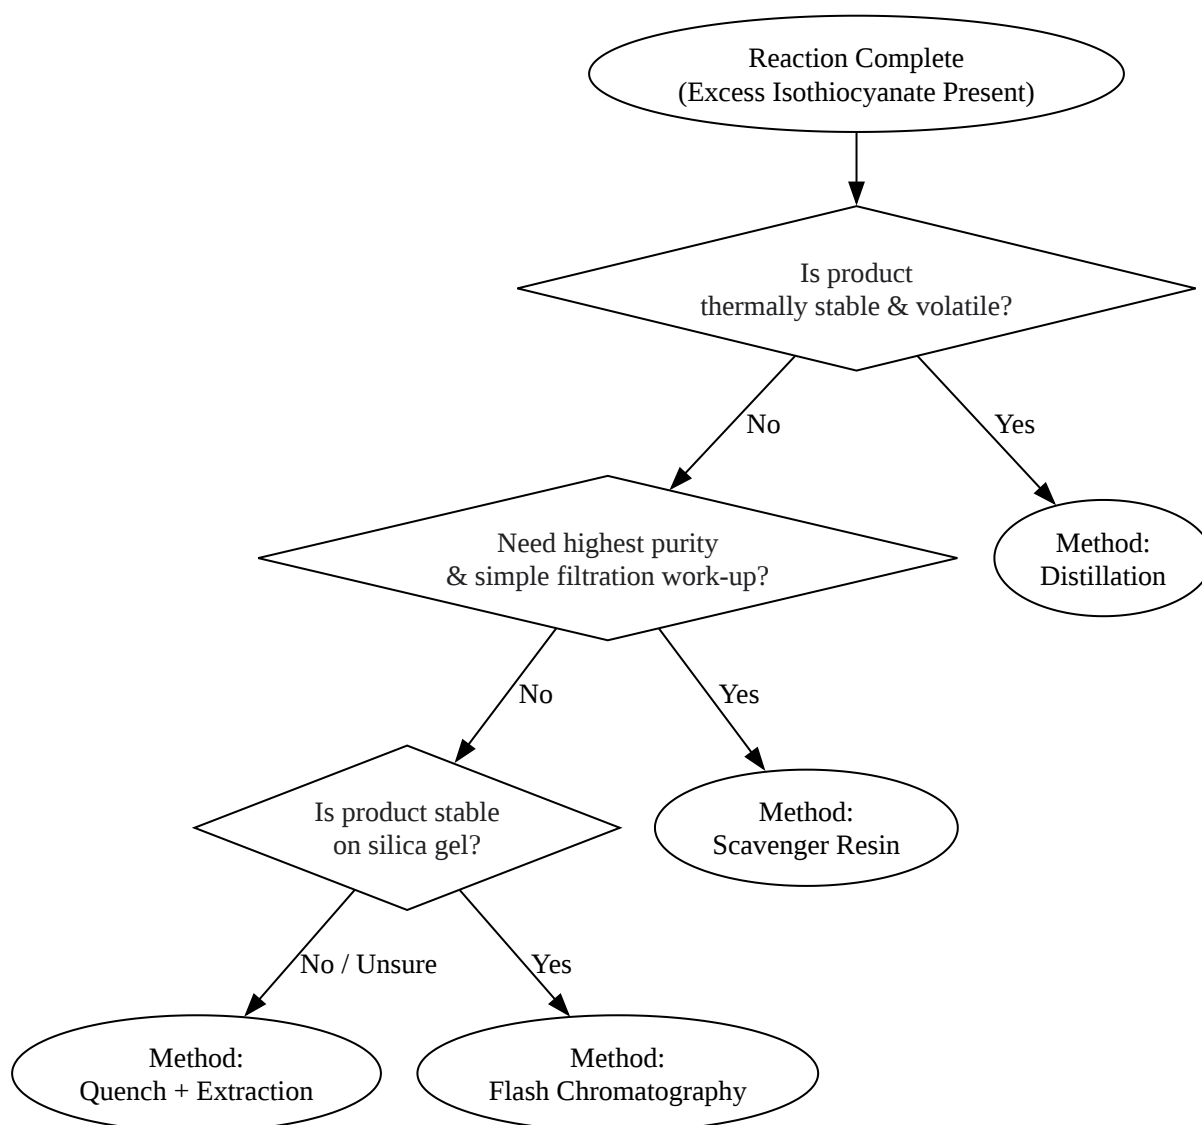 Reaction Complete
(Excess Isothiocyanate Present)
Is product
thermally stable & volatile?
No
Yes
Need highest purity
& simple filtration work-up?
Method:
Distillation
No
Yes
Is product stable
on silica gel?
Method:
Scavenger Resin
No / Unsure
Yes
Method:
Quench + Extraction
Method:
Flash Chromatography